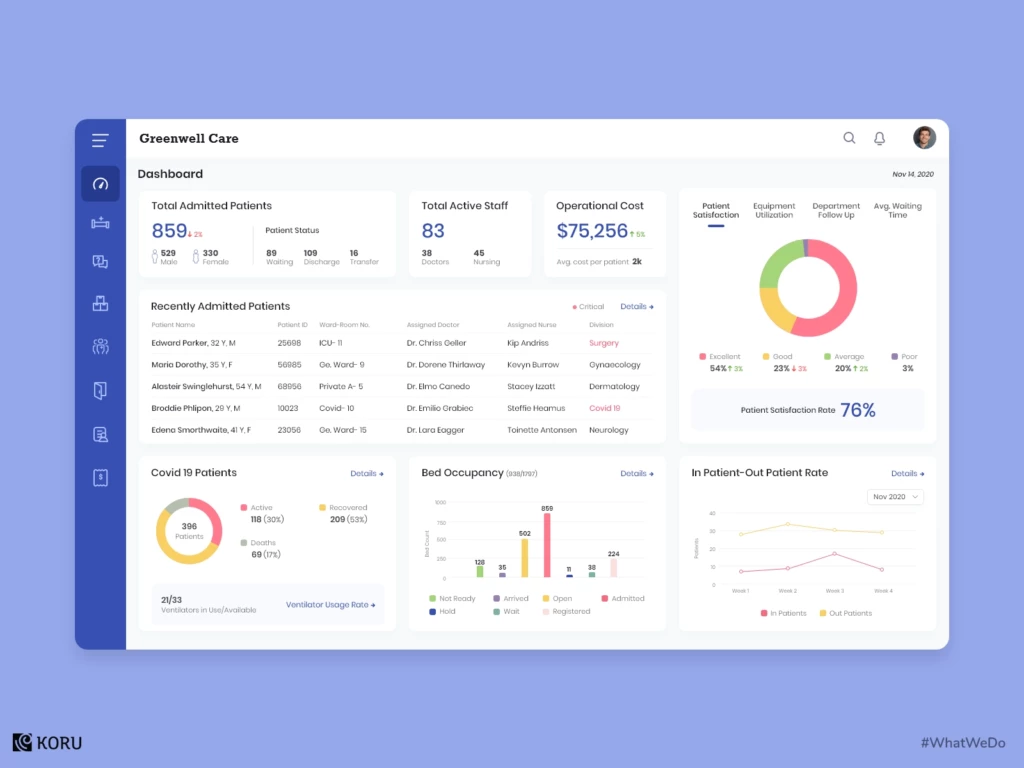 Greenwell Care
Dashboard
Nov 14, 2020
Total Admitted Patients
859 2%
529 Male
330 Female
Patient Status
89 Waiting
109 Discharge
16 Transfer
Total Active Staff
83
38 Doctors
45 Nursing
Operational Cost
$75,256 5%
Avg. cost per patient 2k
Patient Satisfaction
Equipment Utilization
Department Follow Up
Avg. Waiting Time
Excellent
54% 3%
Good
23% 3%
Average
20% 2%
Poor
3%
Patient Satisfaction Rate 76%
Recently Admitted Patients
Critical
Details
Patient Name Patient ID Ward-Room No. Assigned Doctor Assigned Nurse Division
Edward Parker, 32 Y, M 25698 ICU- 11 Dr. Chriss Geller Kip Andriss Surgery
Maria Dorothy, 35 Y, F 56985 Ge. Ward- 9 Dr. Dorene Thirlaway Kevyn Burrow Gynaecology
Alasteir Swinglehurst, 54 Y, M 68956 Private A- 5 Dr. Elmo Canedo Stacey Izzatt Dermatology
Broddie Phlipon, 29 Y, M 10023 Covid- 10 Dr. Emilio Grabiec Steffie Heamus Covid 19
Edena Smorthwaite, 41 Y, F 23056 Ge. Ward- 15 Dr. Lara Eagger Toinette Antonsen Neurology
Covid 19 Patients
Details
396
Patients
Active
118 (30%)
Recovered
209 (53%)
Deaths
69 (17%)
21/33
Ventilators in Use/Available
Ventilator Usage Rate
Bed Occupancy (938/1797)
Details
Bed Count
1000
750
500
250
0
128
35
502
859
11
38
224
Not Ready Arrived Open Admitted
Hold Wait Registered
In Patient-Out Patient Rate
Details
Nov 2020
Patients
40
30
20
10
0
Week 1 Week 2 Week 3 Week 4
In Patients Out Patients
KORU
#WhatWeDo